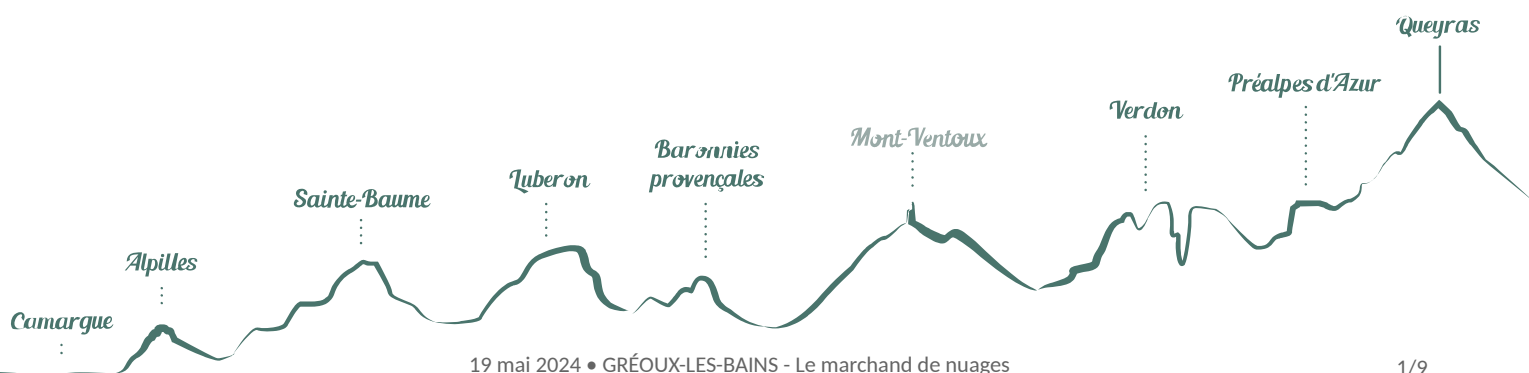 Queyras
Préalpes d'Azur
Verdon
Mont-Ventoux
Baronnies
provençales
Luberon
Sainte-Baume
Alpilles
Camargue
19 mai 2024 • GRÉOUX-LES-BAINS - Le marchand de nuages
1/9